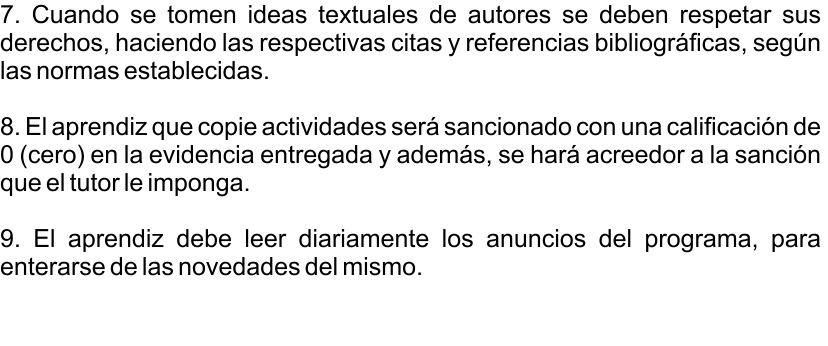 7. Cuando se tomen ideas textuales de autores se deben respetar sus
derechos, haciendo las respectivas citas y referencias bibliográficas, según
las normas establecidas.
8. El aprendiz que copie actividades será sancionado con una calificación de
0 (cero) en la evidencia entregada y además, se hará acreedor a la sanción
que el tutor le imponga.
9. El aprendiz debe leer diariamente los anuncios del programa, para
enterarse de las novedades del mismo.